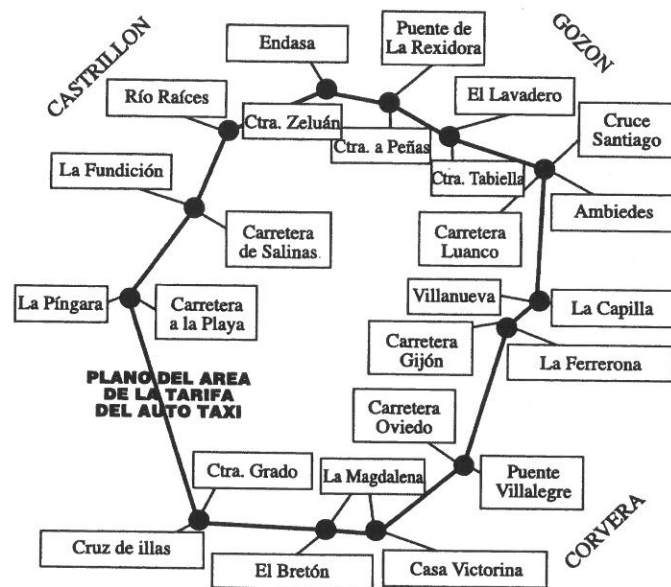 CASTRILLON
GOZON
Endasa
Puente de
La Rexidora
Río Raíces
Ctra. Zeluán
El Lavadero
Ctra. a Peñas
Cruce
Santiago
La Fundición
Ctra. Tabiella
Carretera
de Salinas
Carretera
Luanco
Ambiedes
La Píngara
Carretera
a la Playa
Villanueva
La Capilla
Carretera
Gijón
La Ferrerona
PLANO DEL AREA
DE LA TARIFA
DEL AUTO TAXI
Carretera
Oviedo
Ctra. Grado
La Magdalena
Puente
Villalegre
Cruz de illas
El Bretón
Casa Victorina
CORVERA